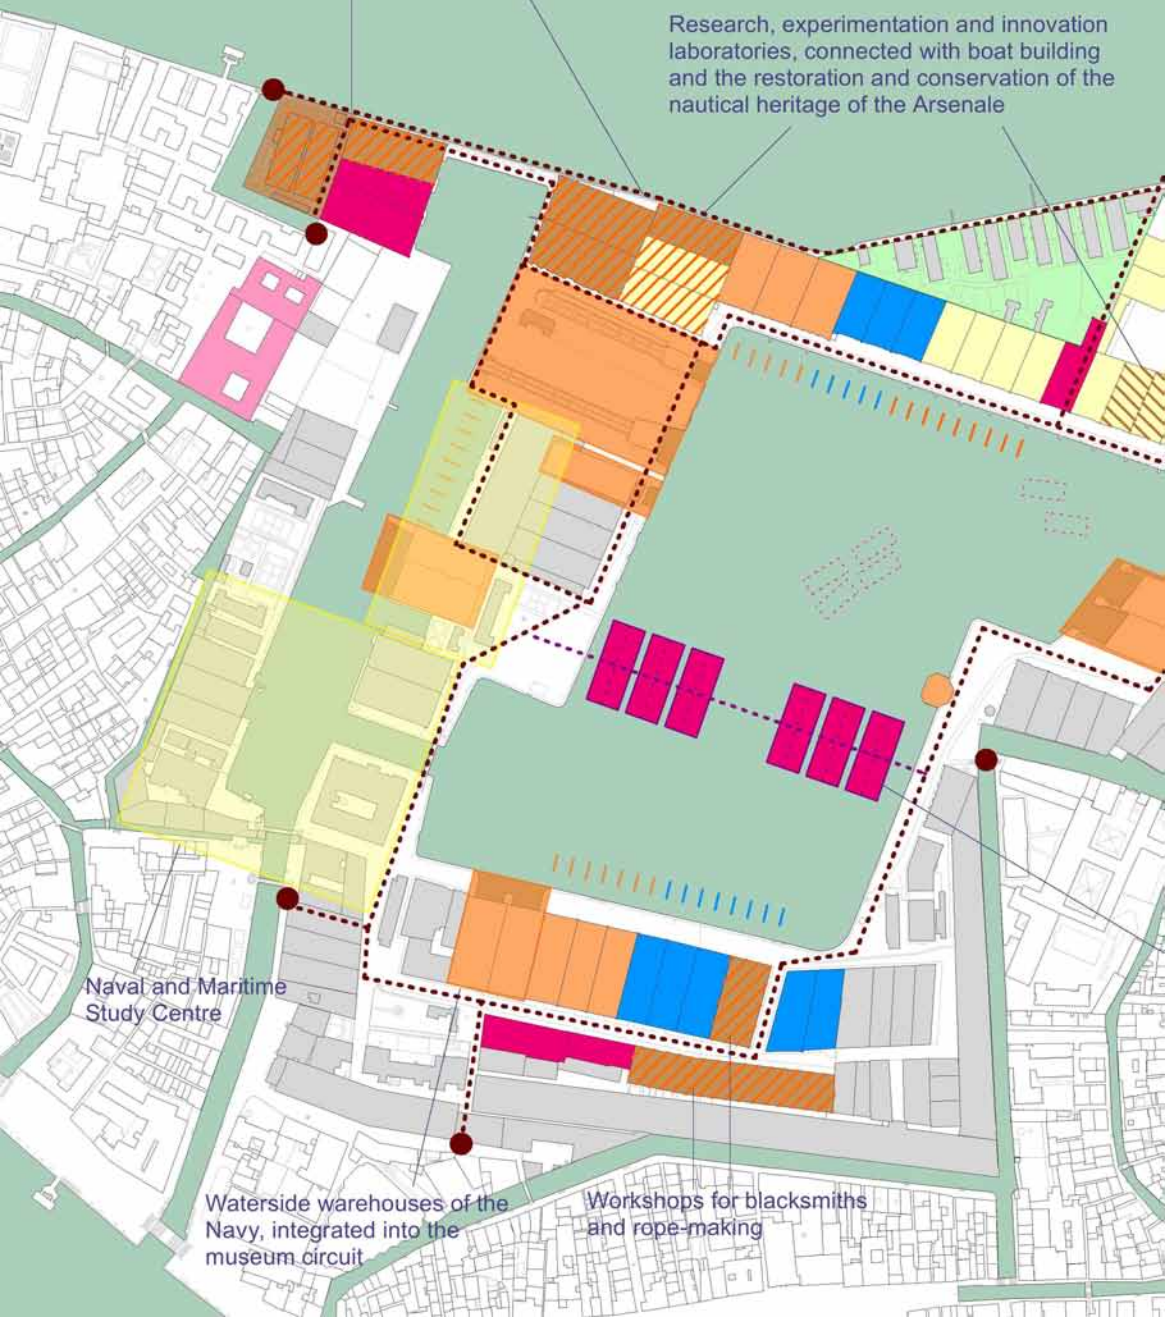 Research, experimentation and innovation
laboratories, connected with boat building
and the restoration and conservation of the
nautical heritage of the Arsenale
Naval and Maritime
Study Centre
Waterside warehouses of the
Navy, integrated into the
museum circuit
Workshops for blacksmiths
and rope-making